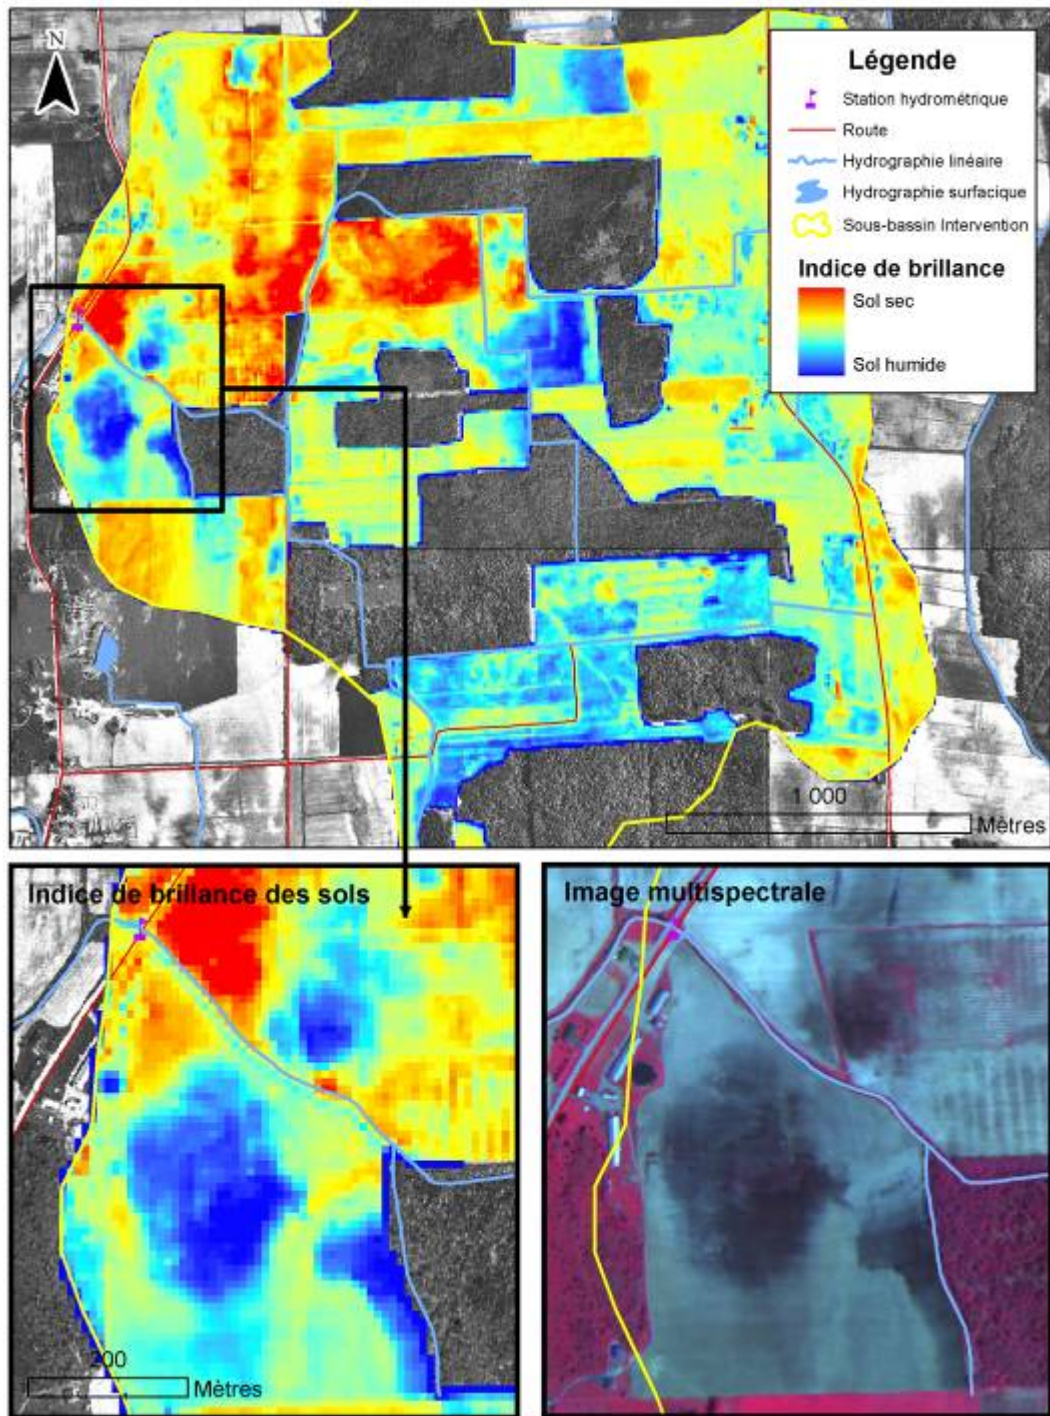 N
Légende
Station hydrométrique
Route
Hydrographie linéaire
Hydrographie surfacique
Sous-bassin Intervention
Indice de brillance
Sol sec
Sol humide
1 000
Mètres
Indice de brillance des sols
200
Mètres
Image multispectrale